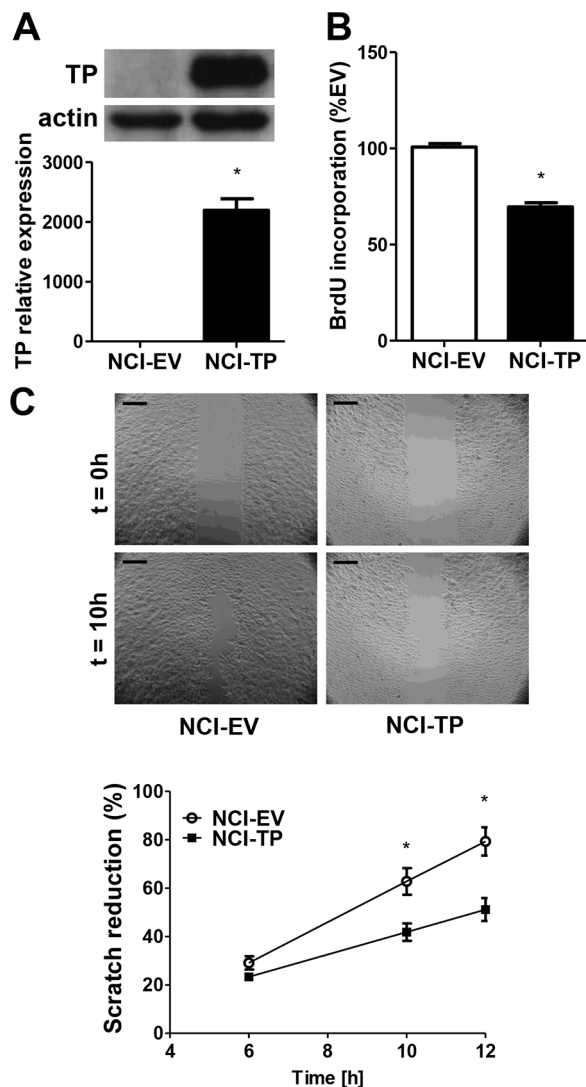 A
TP
actin
TP relative expression
3000
2000
1000
0
*
NCI-EV NCI-TP
B
BrdU incorporation (%EV)
150
100
50
0
*
NCI-EV NCI-TP
C
t = 0h
t = 10h
NCI-EV NCI-TP
Scratch reduction (%)
100
80
60
40
20
0
NCI-EV
NCI-TP
*
*
4 6 8 10 12
Time [h]